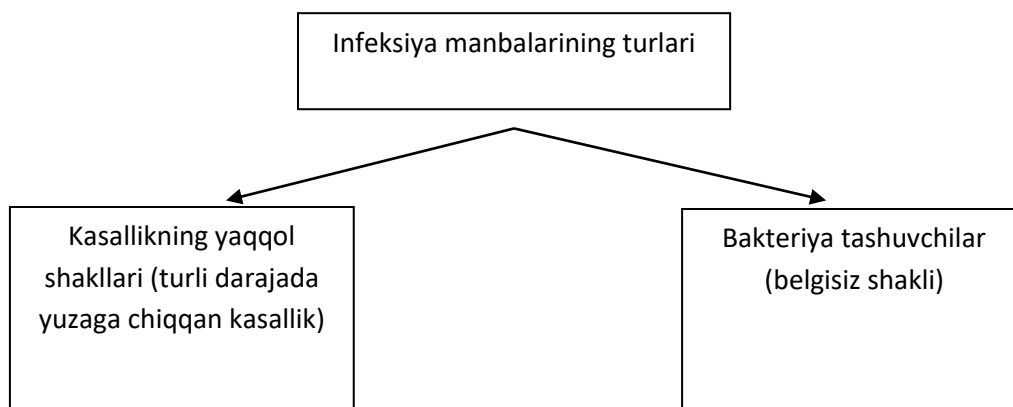 Infeksiya manbalarining turlari
Kasallikning yaqqol
shakllari (turli darajada
yuzaga chiqqan kasallik)
Bakteriya tashuvchilar
(belgisiz shakli)